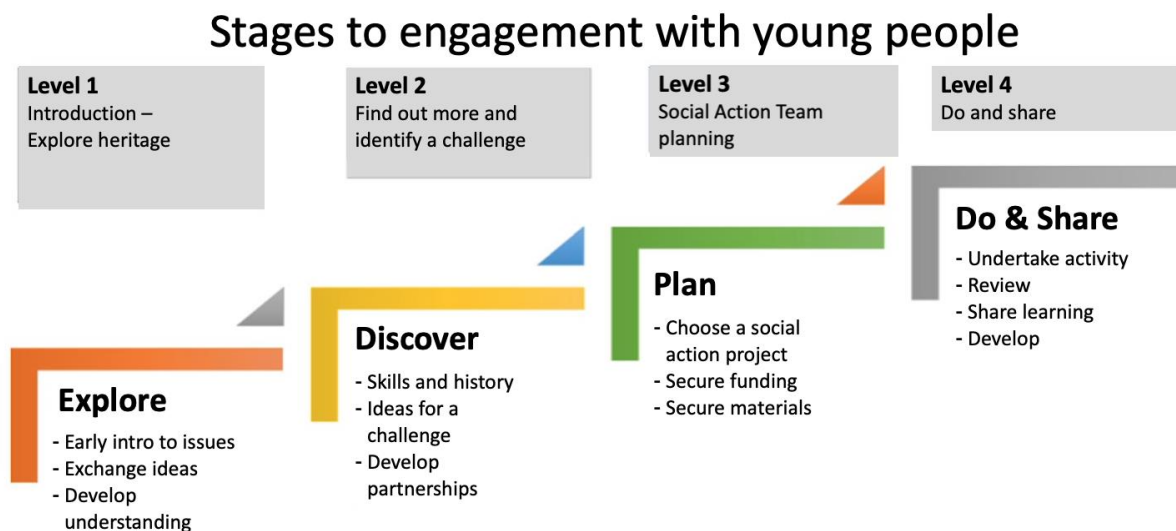 Stages to engagement with young people
Level 1
Introduction –
Explore heritage
Level 2
Find out more and
identify a challenge
Level 3
Social Action Team
planning
Level 4
Do and share
Explore
- Early intro to issues
- Exchange ideas
- Develop
understanding
Discover
- Skills and history
- Ideas for a
challenge
- Develop
partnerships
Plan
- Choose a social
action project
- Secure funding
- Secure materials
Do & Share
- Undertake activity
- Review
- Share learning
- Develop